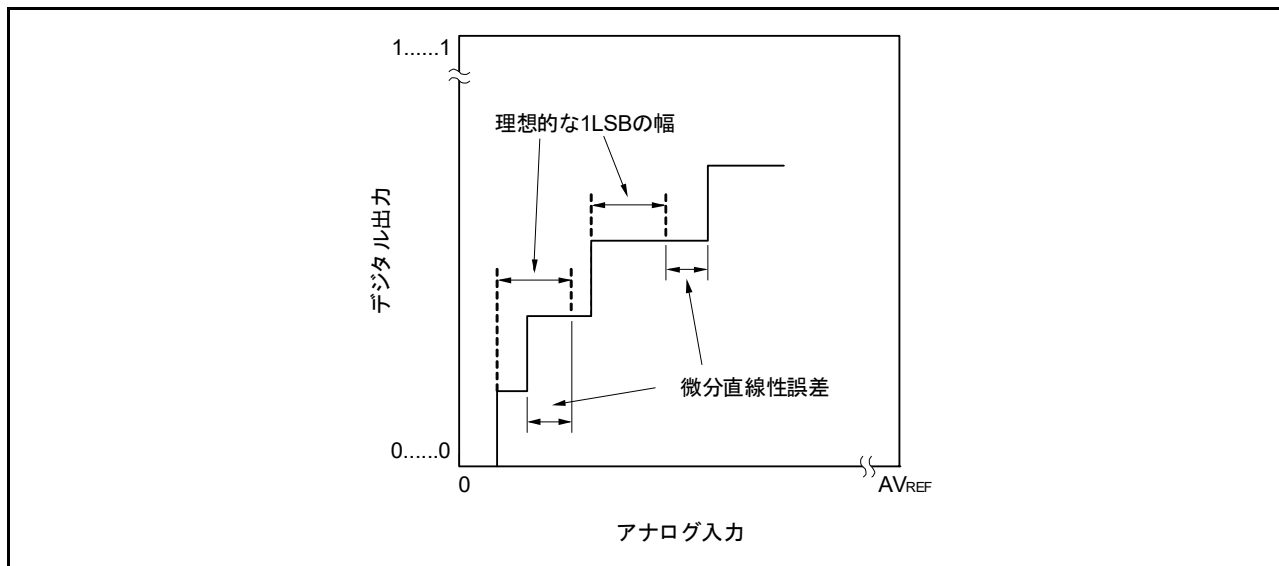 1......1
理想的な1LSBの幅
デジタル出力
微分直線性誤差
0......0
0
AVREF
アナログ入力